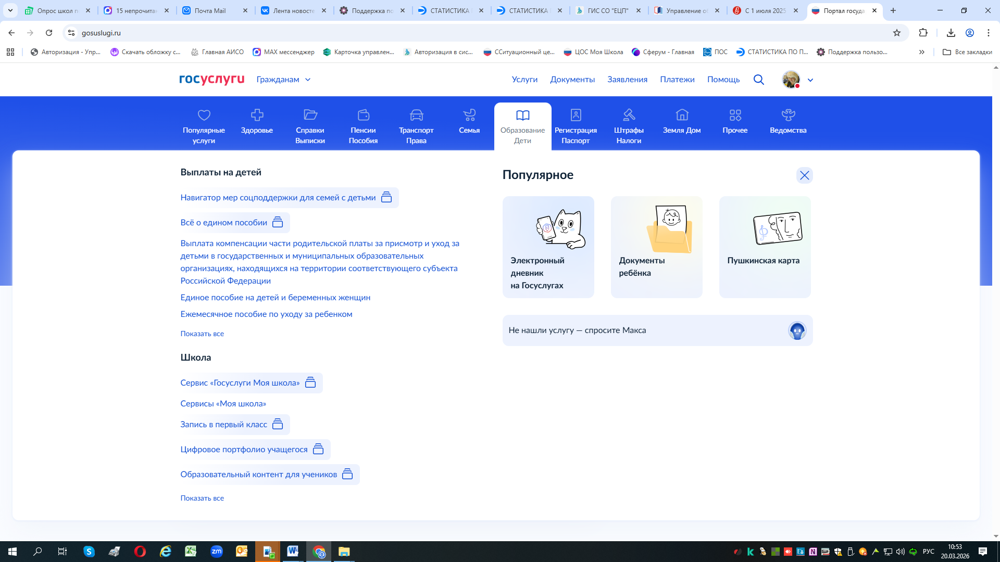 Опрос школ п
15 непрочитан
Почта Mail
Лента новосте
Поддержка по
СТАТИСТИКА
СТАТИСТИКА
ГИС СО "ЕЦП"
Управление об
С 1 июля 2025
Портал госуда
gosuslugi.ru
Авторизация - Упр...
Скачать обложку с...
Главная АИСО
MAX мессенджер
Карточка управлен...
Авторизация в сис...
ССитуационный це...
ЦОС Моя Школа
Сферум - Главная
ПОС
СТАТИСТИКА ПО П...
Поддержка пользо...
Все закладки
госуслуги
Гражданам
Услуги
Документы
Заявления
Платежи
Помощь
Популярные
услуги
Здоровье
Справки
Выписки
Пенсии
Пособия
Транспорт
Права
Семья
Образование
Дети
Регистрация
Паспорт
Штрафы
Налоги
Земля Дом
Прочее
Ведомства
Выплаты на детей
Навигатор мер соцподдержки для семей с детьми
Всё о едином пособии
Выплата компенсации части родительской платы за присмотр и уход за
детьми в государственных и муниципальных образовательных
организациях, находящихся на территории соответствующего субъекта
Российской Федерации
Единое пособие на детей и беременных женщин
Ежемесячное пособие по уходу за ребенком
Показать все
Школа
Сервис «Госуслуги Моя школа»
Сервисы «Моя школа»
Запись в первый класс
Цифровое портфолио учащегося
Образовательный контент для учеников
Показать все
Популярное
Электронный
дневник
на Госуслугах
Документы
ребёнка
Пушкинская карта
Не нашли услугу — спросите Макса
РУС
10:53
20.03.2026